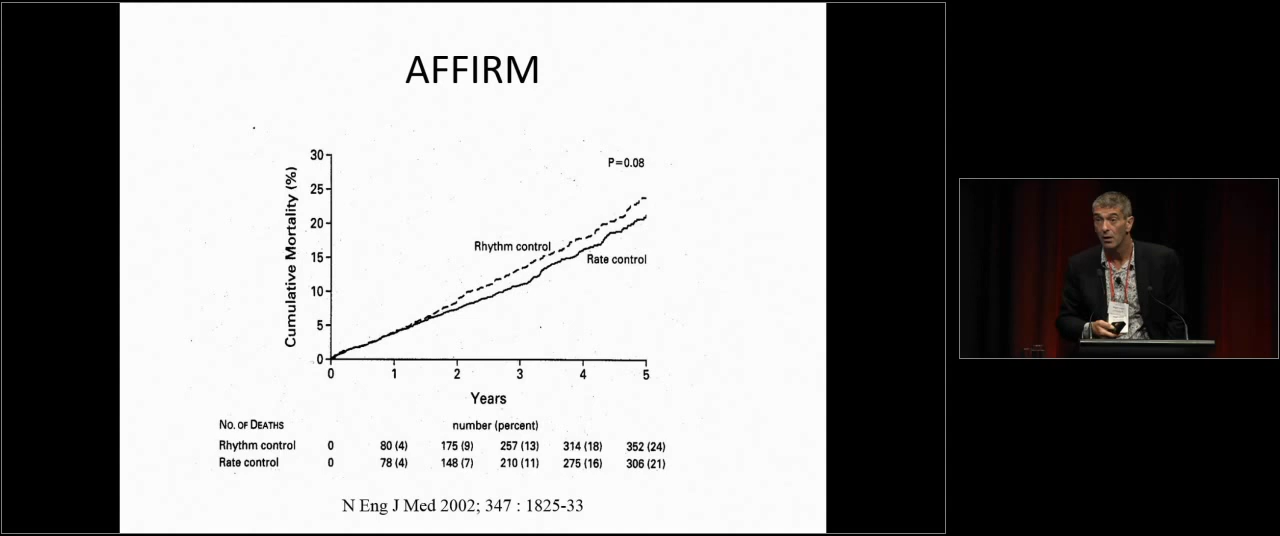 AFFIRM
P=0.08
Cumulative Mortality (%)
30
25
20
15
10
5
0
Rhythm control
Rate control
0 1 2 3 4 5
Years
NO. OF DEATHS number (percent)
Rhythm control 0 80 (4) 175 (9) 257 (13) 314 (18) 352 (24)
Rate control 0 78 (4) 148 (7) 210 (11) 275 (16) 306 (21)
N Eng J Med 2002; 347 : 1825-33